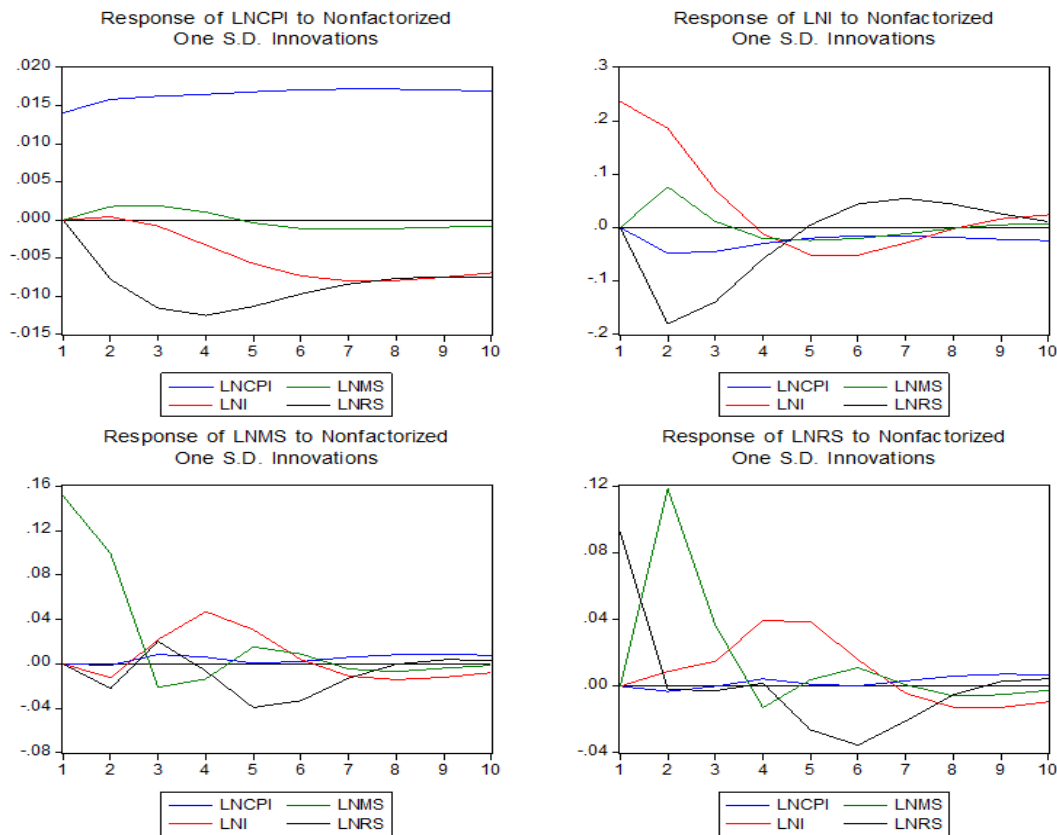 Response of LNCPI to Nonfactorized
One S.D. Innovations
.020
.015
.010
.005
.000
-.005
-.010
-.015
1 2 3 4 5 6 7 8 9 10
LNCPI LNMS
LNI LNRS
Response of LNI to Nonfactorized
One S.D. Innovations
.3
.2
.1
.0
-.1
-.2
1 2 3 4 5 6 7 8 9 10
LNCPI LNMS
LNI LNRS
Response of LNMS to Nonfactorized
One S.D. Innovations
.16
.12
.08
.04
.00
-.04
-.08
1 2 3 4 5 6 7 8 9 10
LNCPI LNMS
LNI LNRS
Response of LNRS to Nonfactorized
One S.D. Innovations
.12
.08
.04
.00
-.04
1 2 3 4 5 6 7 8 9 10
LNCPI LNMS
LNI LNRS